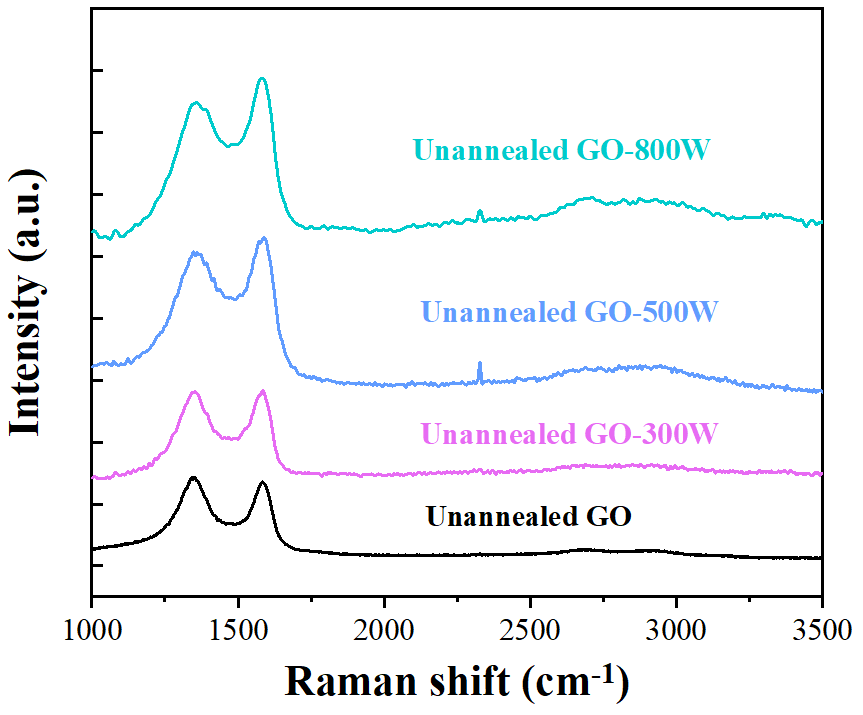 Unannealed GO-800W
Unannealed GO-500W
Unannealed GO-300W
Unannealed GO
Intensity (a.u.)
1000 1500 2000 2500 3000 3500
Raman shift (cm-1)